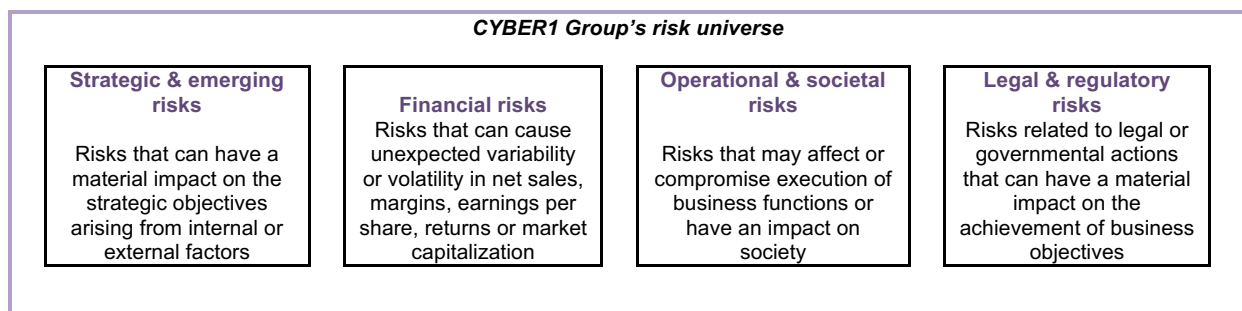 CYBER1 Group’s risk universe
Strategic & emerging
risks
Risks that can have a
material impact on the
strategic objectives
arising from internal or
external factors
Financial risks
Risks that can cause
unexpected variability
or volatility in net sales,
margins, earnings per
share, returns or market
capitalization
Operational & societal
risks
Risks that may affect or
compromise execution of
business functions or
have an impact on
society
Legal & regulatory
risks
Risks related to legal or
governmental actions
that can have a material
impact on the
achievement of business
objectives